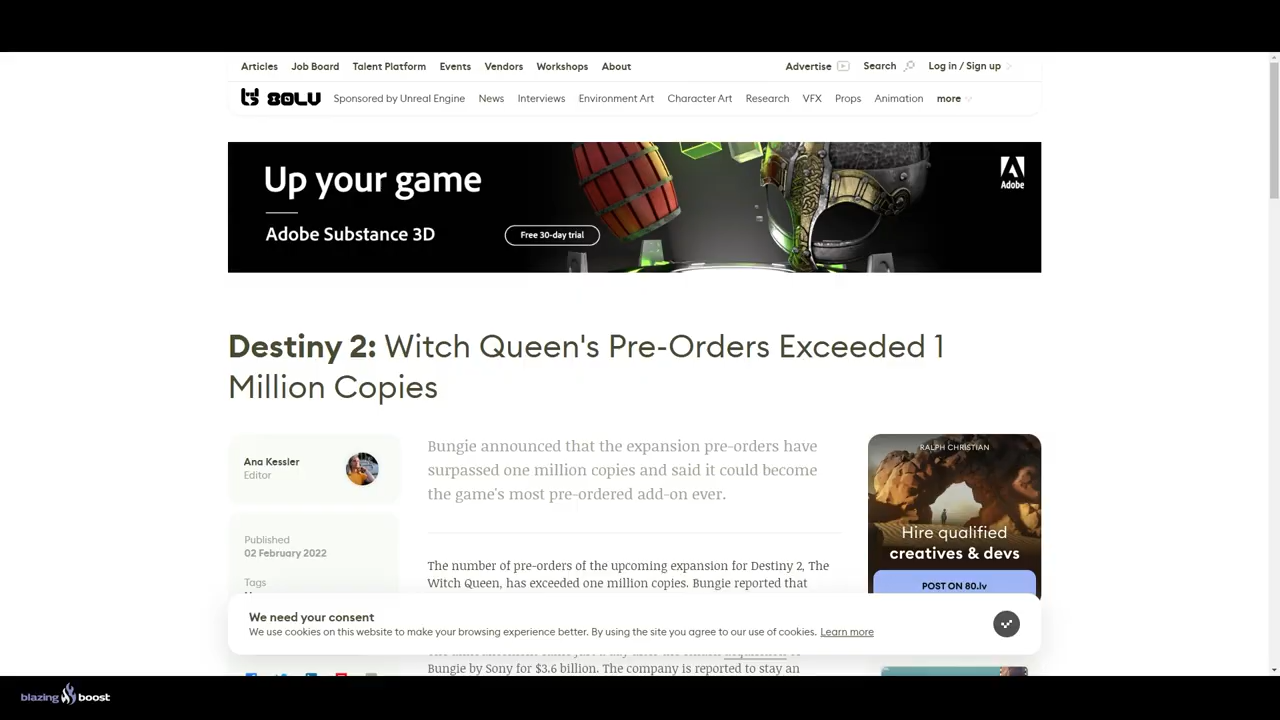 Articles Job Board Talent Platform Events Vendors Workshops About Advertise Search Log in / Sign up
80LV Sponsored by Unreal Engine News Interviews Environment Art Character Art Research VFX Props Animation more
Up your game
Adobe Substance 3D
Free 30-day trial
Adobe
Destiny 2: Witch Queen's Pre-Orders Exceeded 1
Million Copies
Ana Kessler
Editor
Published
02 February 2022
Tags
Bungie announced that the expansion pre-orders have
surpassed one million copies and said it could become
the game's most pre-ordered add-on ever.
The number of pre-orders of the upcoming expansion for Destiny 2, The
Witch Queen, has exceeded one million copies. Bungie reported that
Bungie by Sony for $3.6 billion. The company is reported to stay an
RALPH CHRISTIAN
Hire qualified
creatives & devs
POST ON 80.lv
We need your consent
We use cookies on this website to make your browsing experience better. By using the site you agree to our use of cookies. Learn more
blazing boost